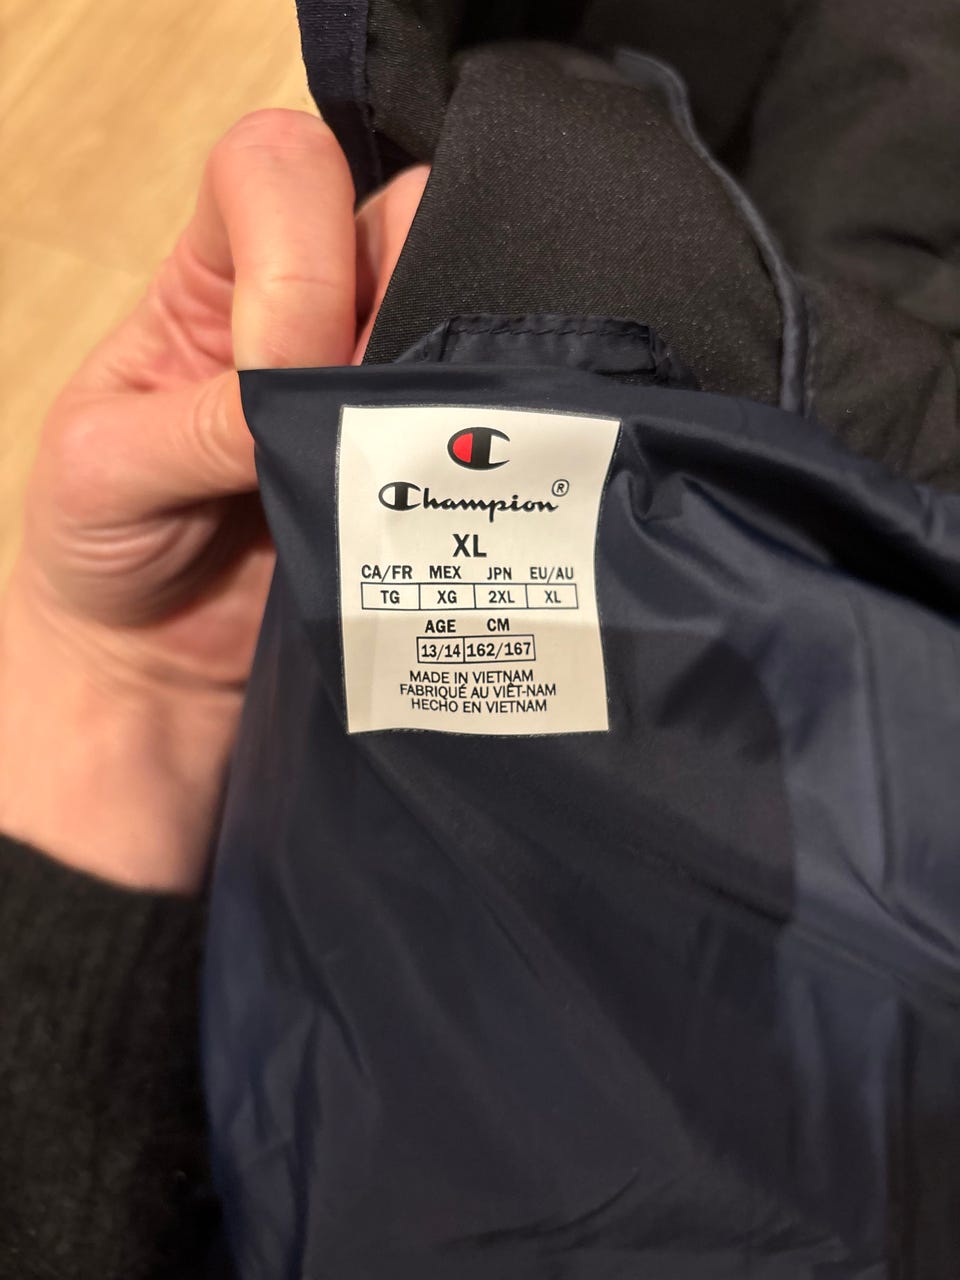 Champion®
XL
CA/FR MEX JPN EU/AU
TG XG 2XL XL
AGE CM
13/14 162/167
MADE IN VIETNAM
FABRIQUÉ AU VIÊT-NAM
HECHO EN VIETNAM